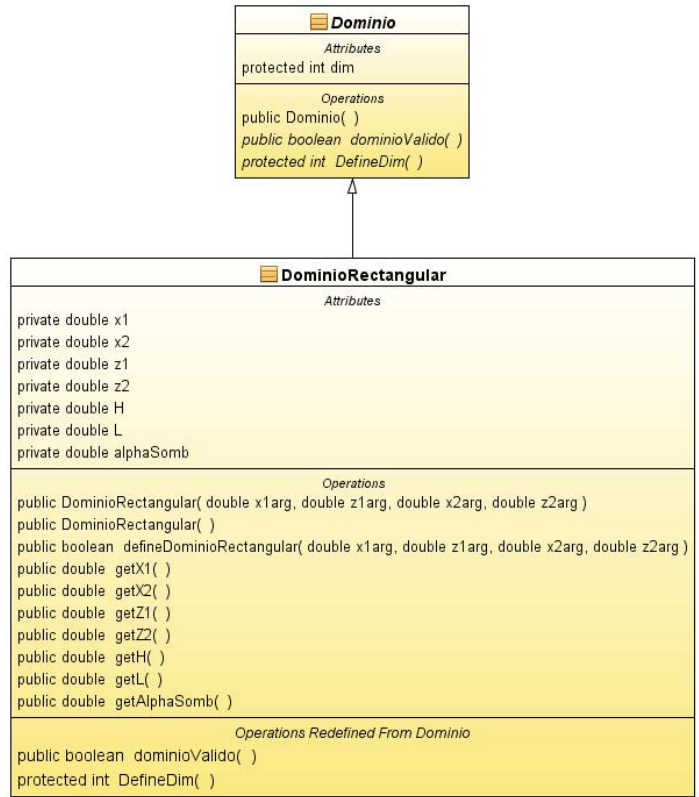 Dominio
Attributes
protected int dim
Operations
public Dominio( )
public boolean dominioValido( )
protected int DefineDim( )
DominioRectangular
Attributes
private double x1
private double x2
private double z1
private double z2
private double H
private double L
private double alphaSomb
Operations
public DominioRectangular( double x1arg, double z1arg, double x2arg, double z2arg )
public DominioRectangular( )
public boolean defineDominioRectangular( double x1arg, double z1arg, double x2arg, double z2arg )
public double getX1( )
public double getX2( )
public double getZ1( )
public double getZ2( )
public double getH( )
public double getL( )
public double getAlphaSomb( )
Operations Redefined From Dominio
public boolean dominioValido( )
protected int DefineDim( )